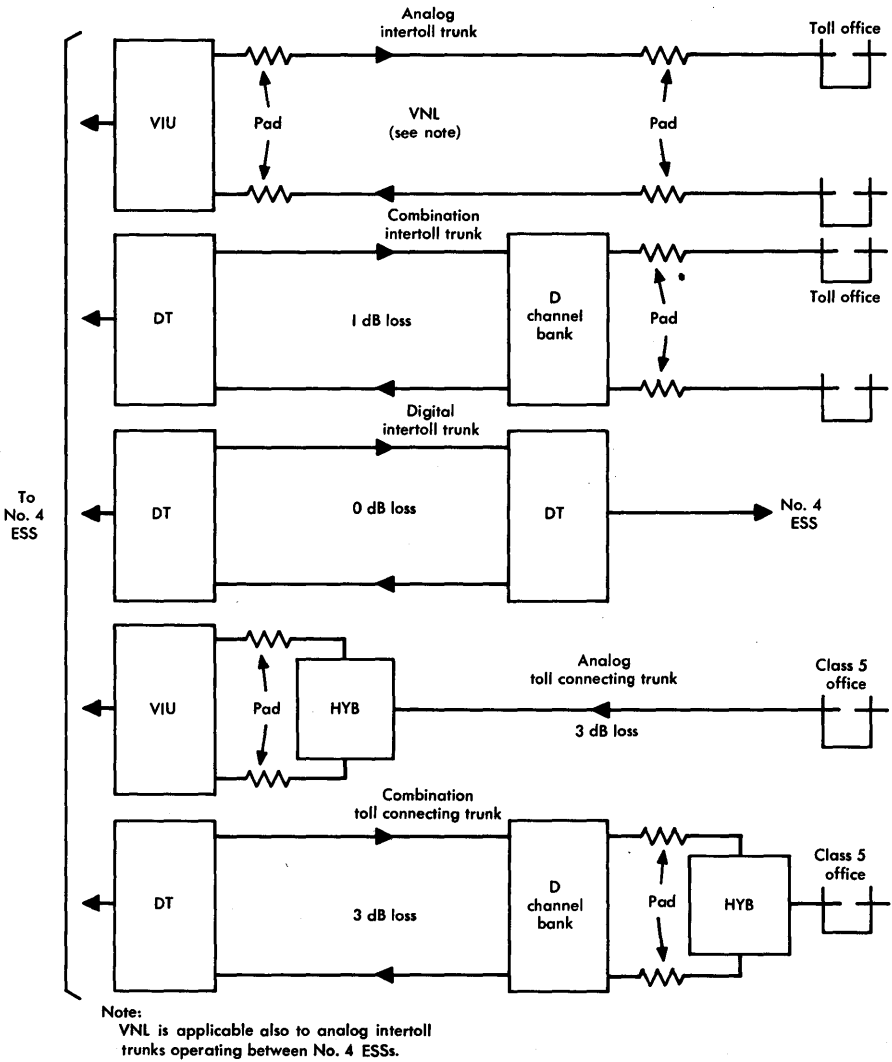 Analog
intertoll trunk
Toll office
VIU
Pad
VNL
(see note)
Pad
Combination
intertoll trunk
DT
1 dB loss
D
channel
bank
Pad
Toll office
Digital
intertoll trunk
To
No. 4
ESS
DT
0 dB loss
DT
No. 4
ESS
VIU
Pad
HYB
Analog
toll connecting trunk
3 dB loss
Class 5
office
Combination
toll connecting trunk
DT
3 dB loss
D
channel
bank
Pad
HYB
Class 5
office
Note:
VNL is applicable also to analog intertoll
trunks operating between No. 4 ESSs.